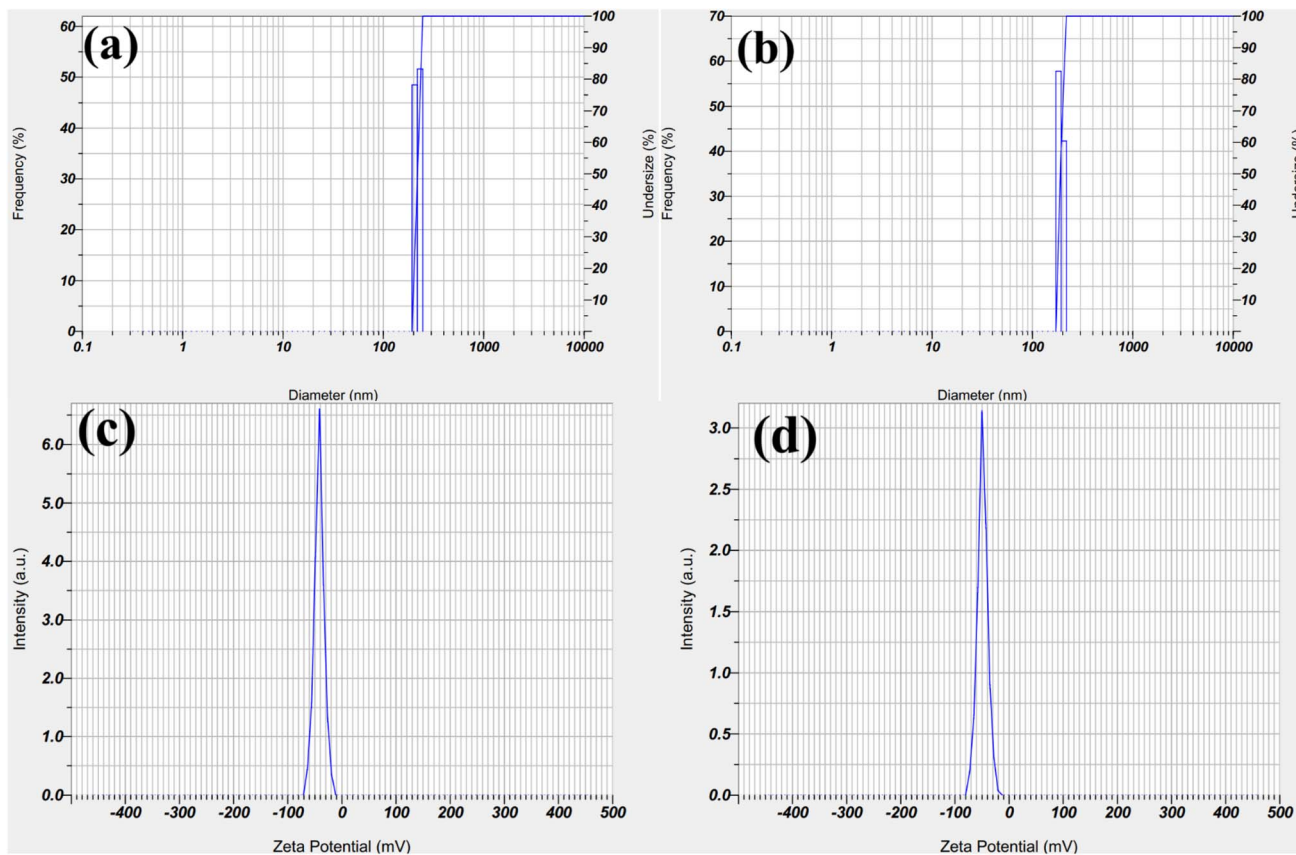 (a)
Frequency (%)
60
50
40
30
20
10
0
100
90
80
70
60
50
40
30
20
10
0
Undersize (%)
0.1 1 10 100 1000 10000
Diameter (nm)
(b)
Frequency (%)
70
60
50
40
30
20
10
0
100
90
80
70
60
50
40
30
20
10
0
Undersize (%)
0.1 1 10 100 1000 10000
Diameter (nm)
(c)
Intensity (a.u.)
6.0
5.0
4.0
3.0
2.0
1.0
0.0
-400 -300 -200 -100 0 100 200 300 400 500
Zeta Potential (mV)
(d)
Intensity (a.u.)
3.0
2.5
2.0
1.5
1.0
0.5
0.0
-400 -300 -200 -100 0 100 200 300 400 500
Zeta Potential (mV)